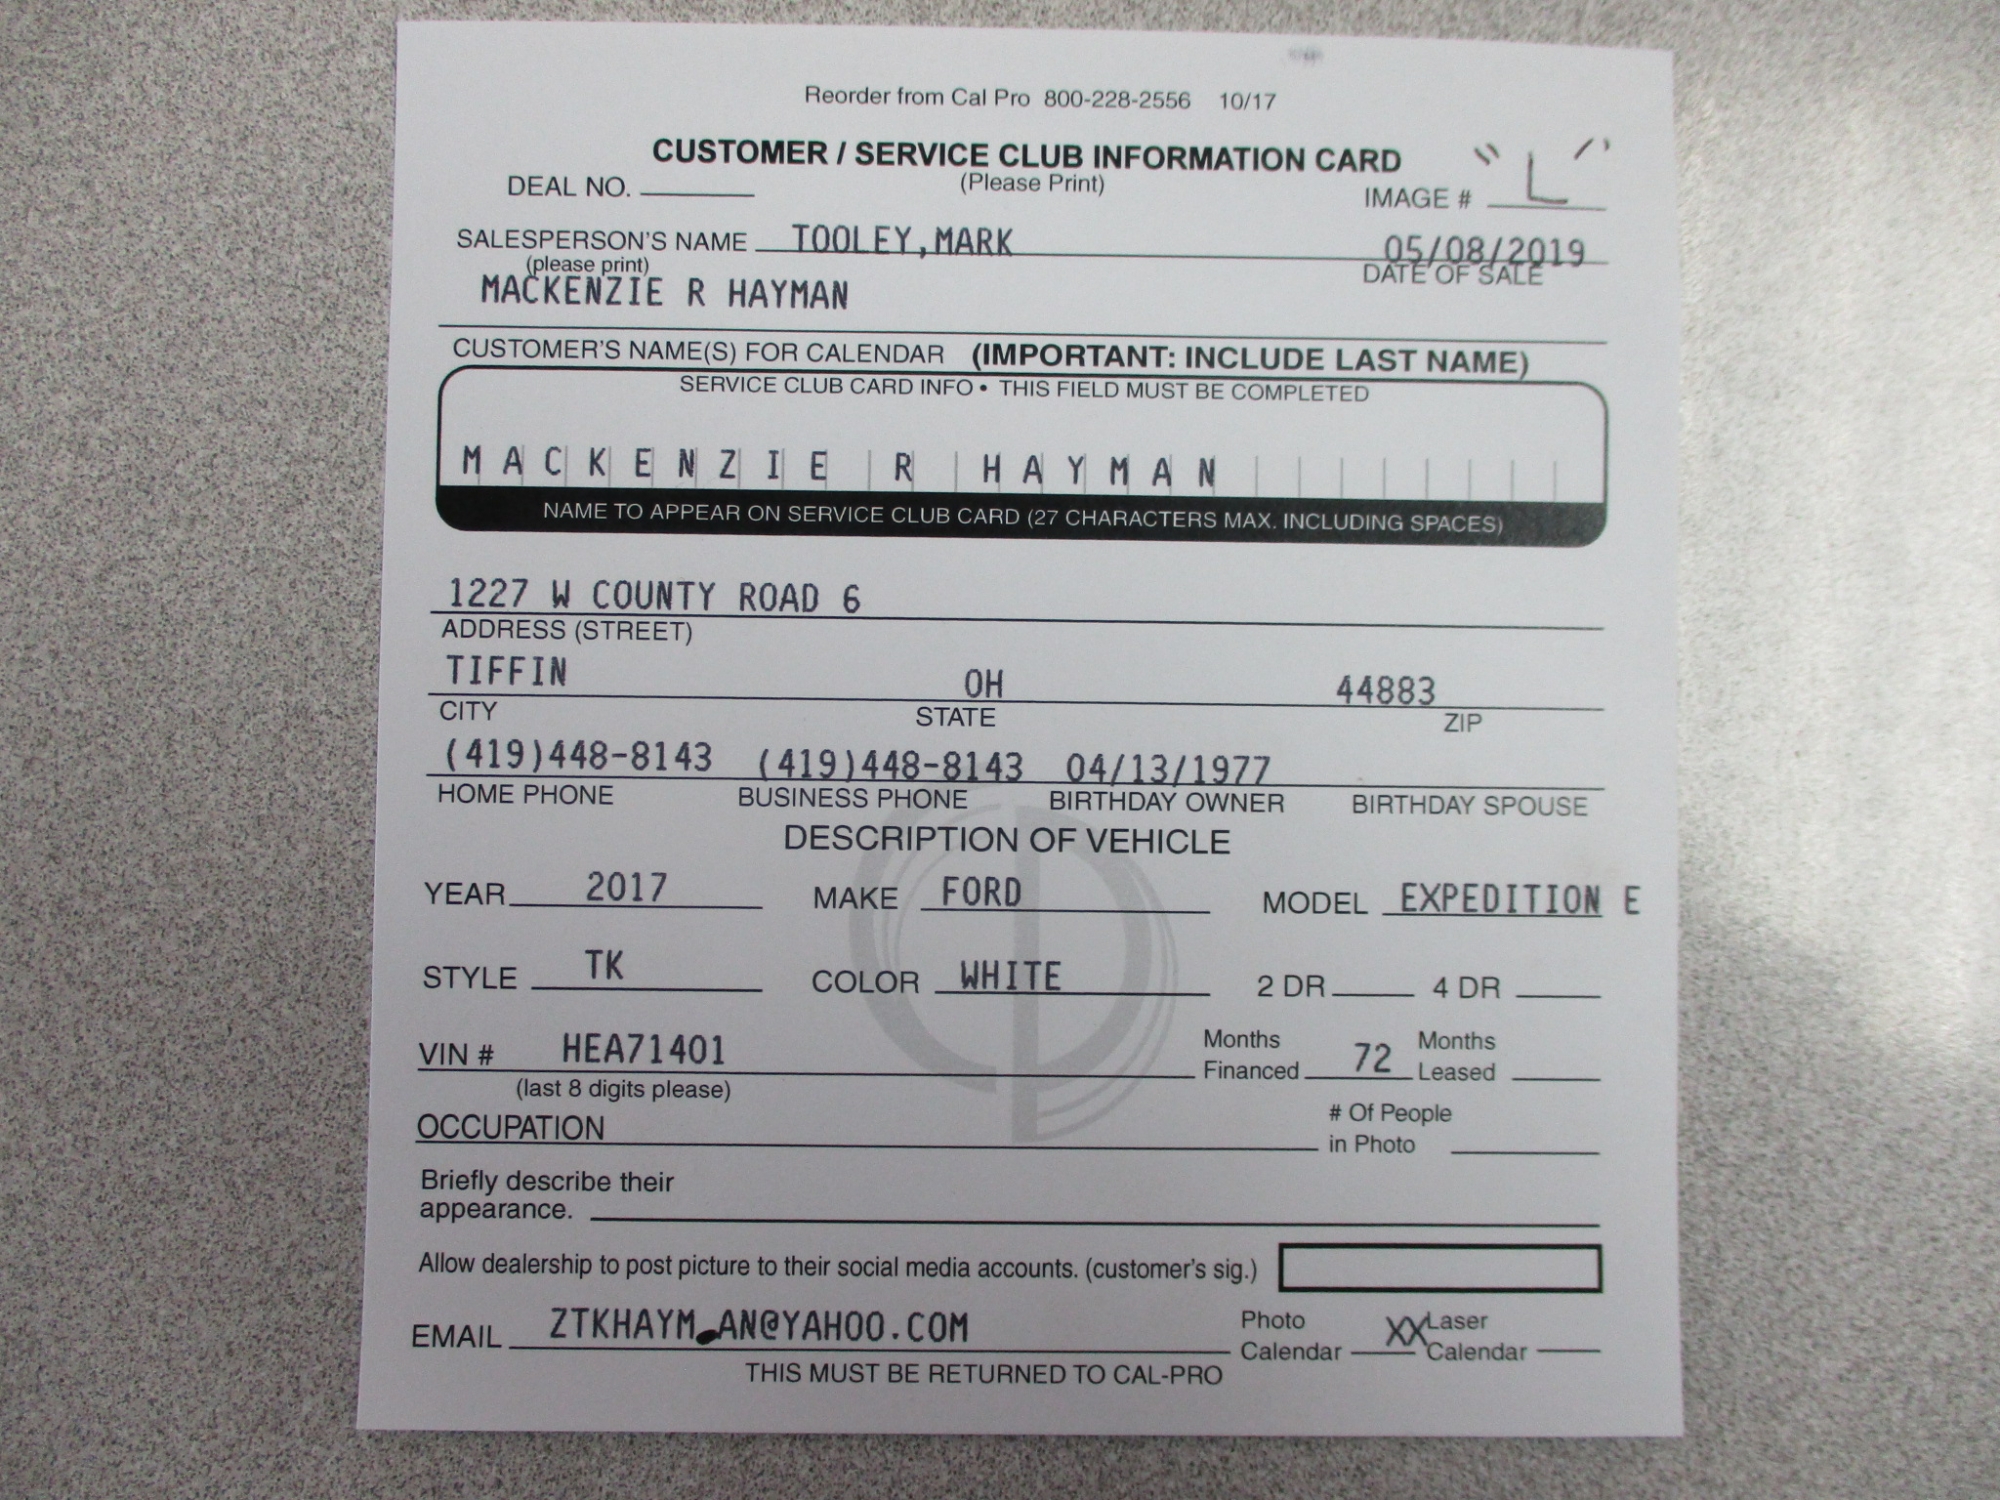 Reorder from Cal Pro 800-228-2556 10/17
CUSTOMER / SERVICE CLUB INFORMATION CARD
(Please Print)
DEAL NO.
IMAGE # "L"
SALESPERSON'S NAME TOOLEY,MARK 05/08/2019
(please print) DATE OF SALE
MACKENZIE R HAYMAN
CUSTOMER'S NAME(S) FOR CALENDAR (IMPORTANT: INCLUDE LAST NAME)
SERVICE CLUB CARD INFO • THIS FIELD MUST BE COMPLETED
MACKENZIE R HAYMAN
NAME TO APPEAR ON SERVICE CLUB CARD (27 CHARACTERS MAX. INCLUDING SPACES)
1227 W COUNTY ROAD 6
ADDRESS (STREET)
TIFFIN OH 44883
CITY STATE ZIP
(419)448-8143 (419)448-8143 04/13/1977
HOME PHONE BUSINESS PHONE BIRTHDAY OWNER BIRTHDAY SPOUSE
DESCRIPTION OF VEHICLE
YEAR 2017 MAKE FORD MODEL EXPEDITION E
STYLE TK COLOR WHITE 2 DR 4 DR
VIN # HEA71401 Months Financed 72 Months Leased
(last 8 digits please)
OCCUPATION # Of People in Photo
Briefly describe their
appearance.
Allow dealership to post picture to their social media accounts. (customer's sig.)
EMAIL ZTKHAYM AN@YAHOO.COM Photo Calendar XX Laser Calendar
THIS MUST BE RETURNED TO CAL-PRO